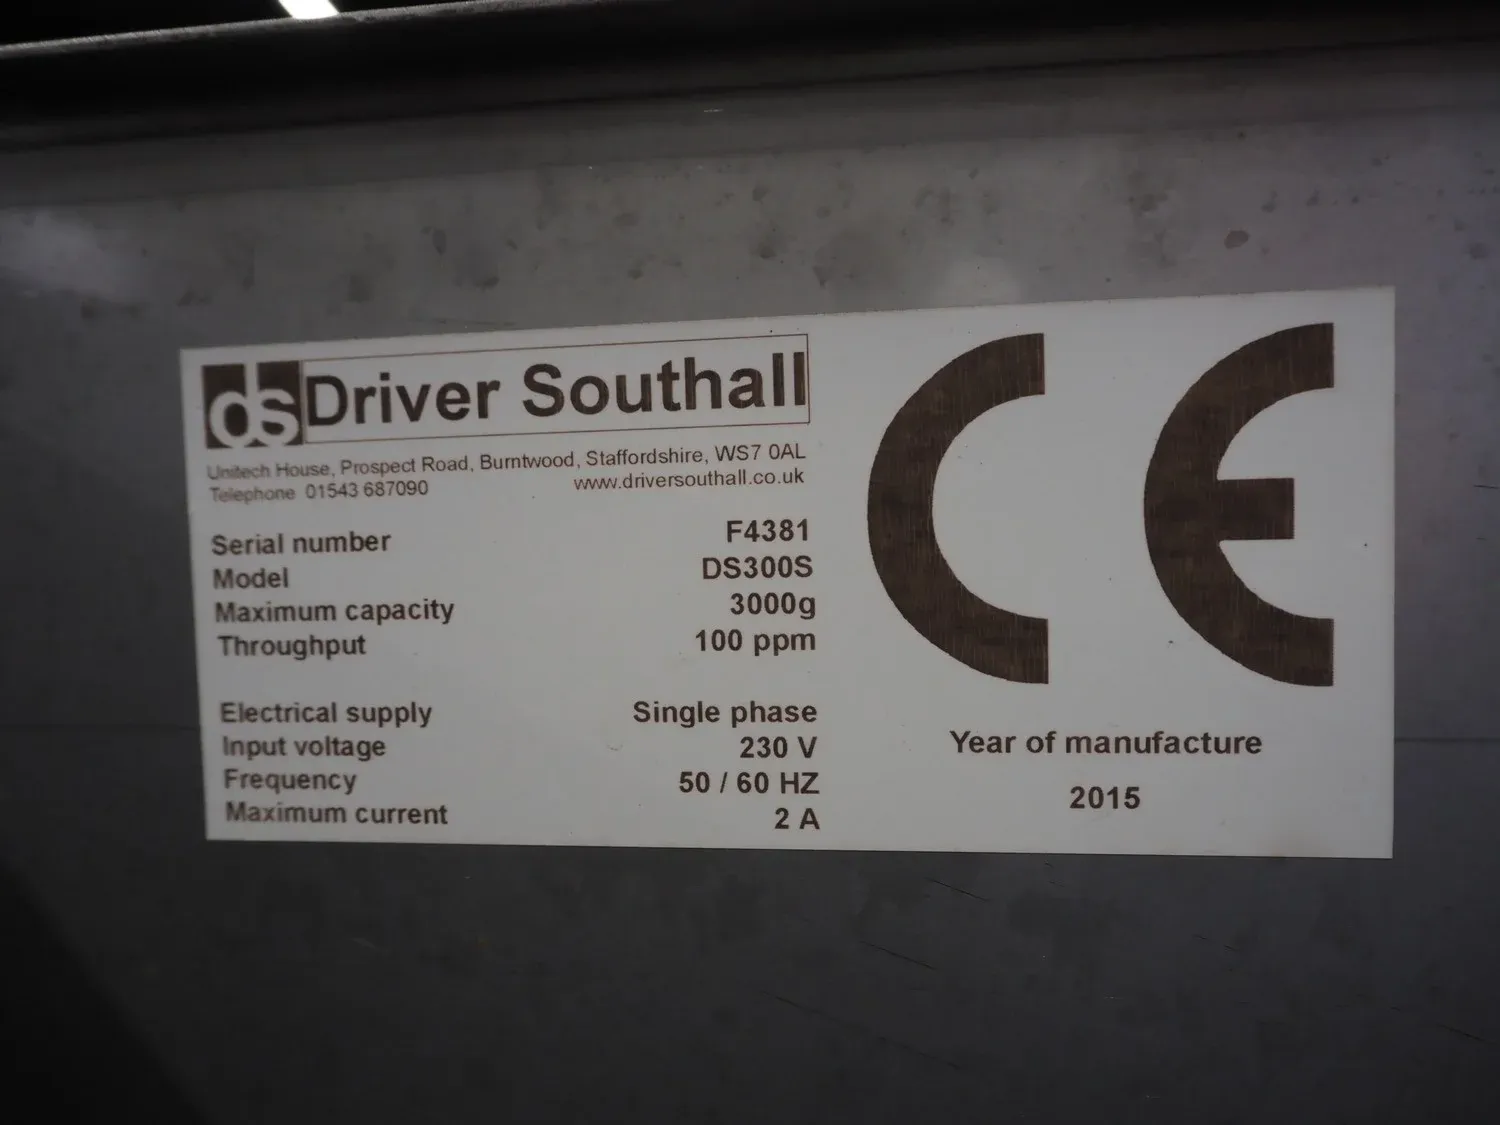 ds Driver Southall
Unitech House, Prospect Road, Burntwood, Staffordshire, WS7 0AL
Telephone 01543 687090 www.driversouthall.co.uk
Serial number F4381
Model DS300S
Maximum capacity 3000g
Throughput 100 ppm
Electrical supply Single phase
Input voltage 230 V
Frequency 50 / 60 HZ
Maximum current 2 A
CE
Year of manufacture
2015